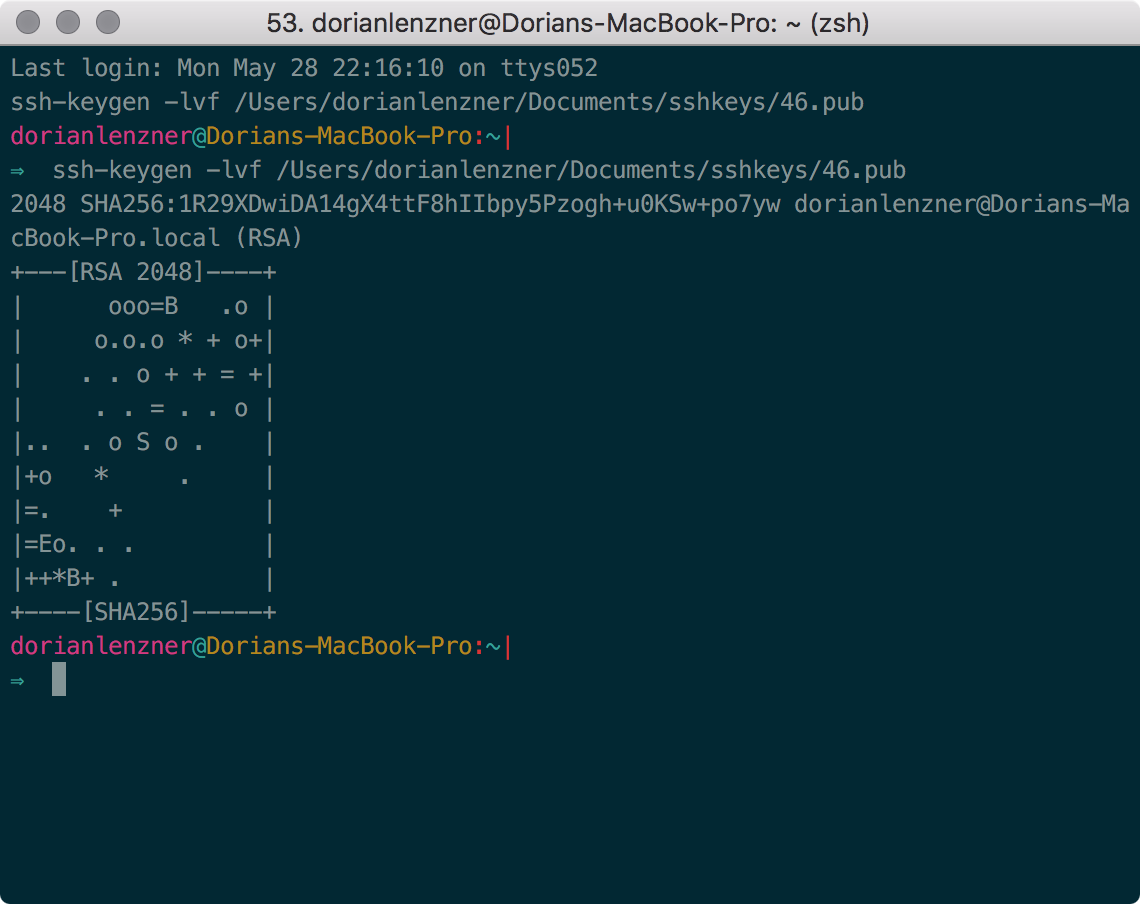 53. dorianlenzner@Dorians-MacBook-Pro: ~ (zsh)
Last login: Mon May 28 22:16:10 on ttys052
ssh-keygen -lvf /Users/dorianlenzner/Documents/sshkeys/46.pub
dorianlenzner@Dorians-MacBook-Pro:~|
⇒  ssh-keygen -lvf /Users/dorianlenzner/Documents/sshkeys/46.pub
2048 SHA256:1R29XDwiDA14gX4ttF8hIIbpy5Pzogh+u0KSw+po7yw dorianlenzner@Dorians-Ma
cBook-Pro.local (RSA)
+---[RSA 2048]----+
|      ooo=B   .o |
|     o.o.o * + o+|
|    . . o + + = +|
|     . . = . . o |
|..  . o S o .    |
|+o   *     .     |
|=.    +          |
|=Eo. . .         |
|++*B+ .          |
+----[SHA256]-----+
dorianlenzner@Dorians-MacBook-Pro:~|
⇒